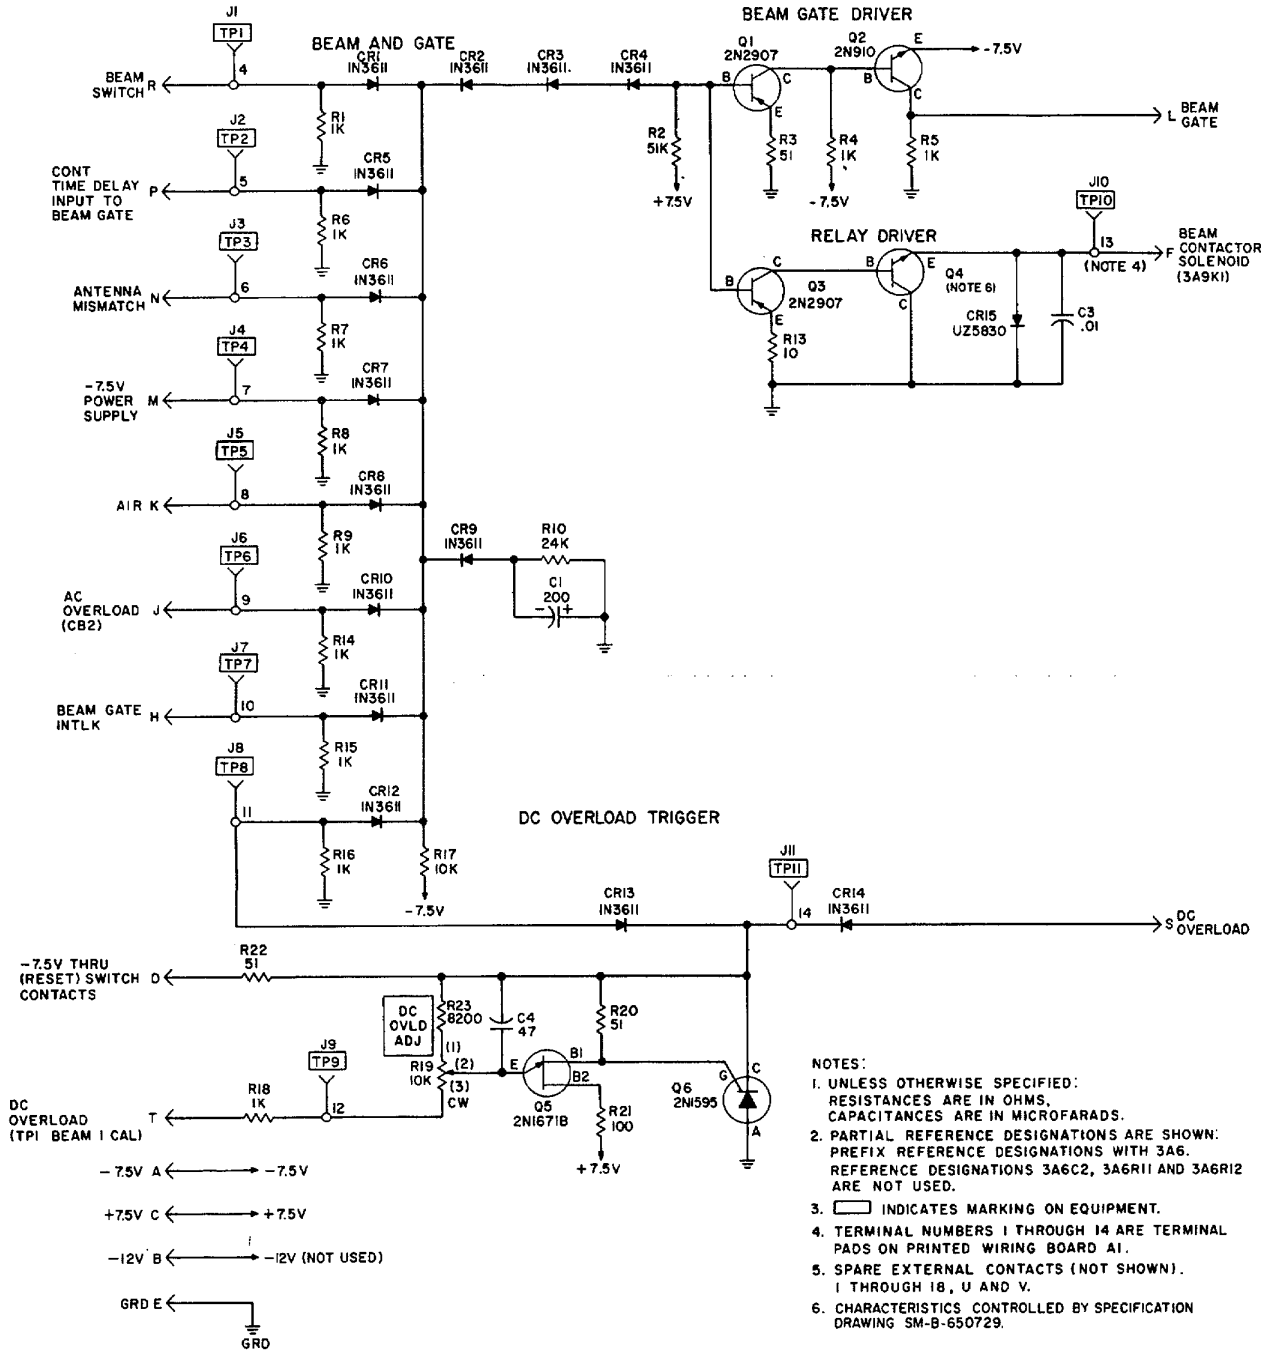 BEAM GATE DRIVER
BEAM AND GATE
J1
TP1
4
BEAM
SWITCH R
CR1
1N3611
CR2
1N3611
CR3
1N3611.
CR4
1N3611
Q1
2N2907
B
C
E
Q2
2N910
E
B
C
-7.5V
L BEAM
GATE
R1
1K
R2
51K
+7.5V
R3
51
R4
1K
-7.5V
R5
1K
J2
TP2
5
CONT
TIME DELAY
INPUT TO
BEAM GATE
P
CR5
1N3611
R6
1K
J3
TP3
6
ANTENNA
MISMATCH N
CR6
1N3611
R7
1K
RELAY DRIVER
B
C
E
Q3
2N2907
R13
10
B
E
C
Q4
(NOTE 6)
CR15
UZ5830
C3
.01
J10
TP10
13
(NOTE 4)
F
BEAM
CONTACTOR
SOLENOID
(3A9K1)
J4
TP4
7
-7.5V
POWER
SUPPLY
M
CR7
1N3611
R8
1K
J5
TP5
8
AIR K
CR8
1N3611
R9
1K
CR9
1N3611
R10
24K
C1
200
- +
J6
TP6
9
AC
OVERLOAD
(CB2)
J
CR10
1N3611
R14
1K
J7
TP7
10
BEAM GATE
INTLK
H
CR11
1N3611
R15
1K
J8
TP8
11
CR12
1N3611
R16
1K
R17
10K
-7.5V
DC OVERLOAD TRIGGER
CR13
1N3611
J11
TP11
14
CR14
1N3611
S DC
OVERLOAD
-7.5V THRU
(RESET) SWITCH
CONTACTS
D
R22
51
DC
OVLD
ADJ
R23
8200
(1)
R19
10K
(2)
(3)
CW
C4
47
E
B1
B2
Q5
2N1671B
R20
51
R21
100
+7.5V
G
C
A
Q6
2N1595
J9
TP9
12
R18
1K
DC
OVERLOAD
(TP1 BEAM I CAL)
T
-7.5V A
-7.5V
+7.5V C
+7.5V
-12V B
-12V (NOT USED)
GRD E
GRD
NOTES:
1. UNLESS OTHERWISE SPECIFIED:
RESISTANCES ARE IN OHMS,
CAPACITANCES ARE IN MICROFARADS.
2. PARTIAL REFERENCE DESIGNATIONS ARE SHOWN:
PREFIX REFERENCE DESIGNATIONS WITH 3A6.
REFERENCE DESIGNATIONS 3A6C2, 3A6R11 AND 3A6R12
ARE NOT USED.
3. INDICATES MARKING ON EQUIPMENT.
4. TERMINAL NUMBERS 1 THROUGH 14 ARE TERMINAL
PADS ON PRINTED WIRING BOARD A1.
5. SPARE EXTERNAL CONTACTS (NOT SHOWN).
1 THROUGH 18, U AND V.
6. CHARACTERISTICS CONTROLLED BY SPECIFICATION
DRAWING SM-B-650729.